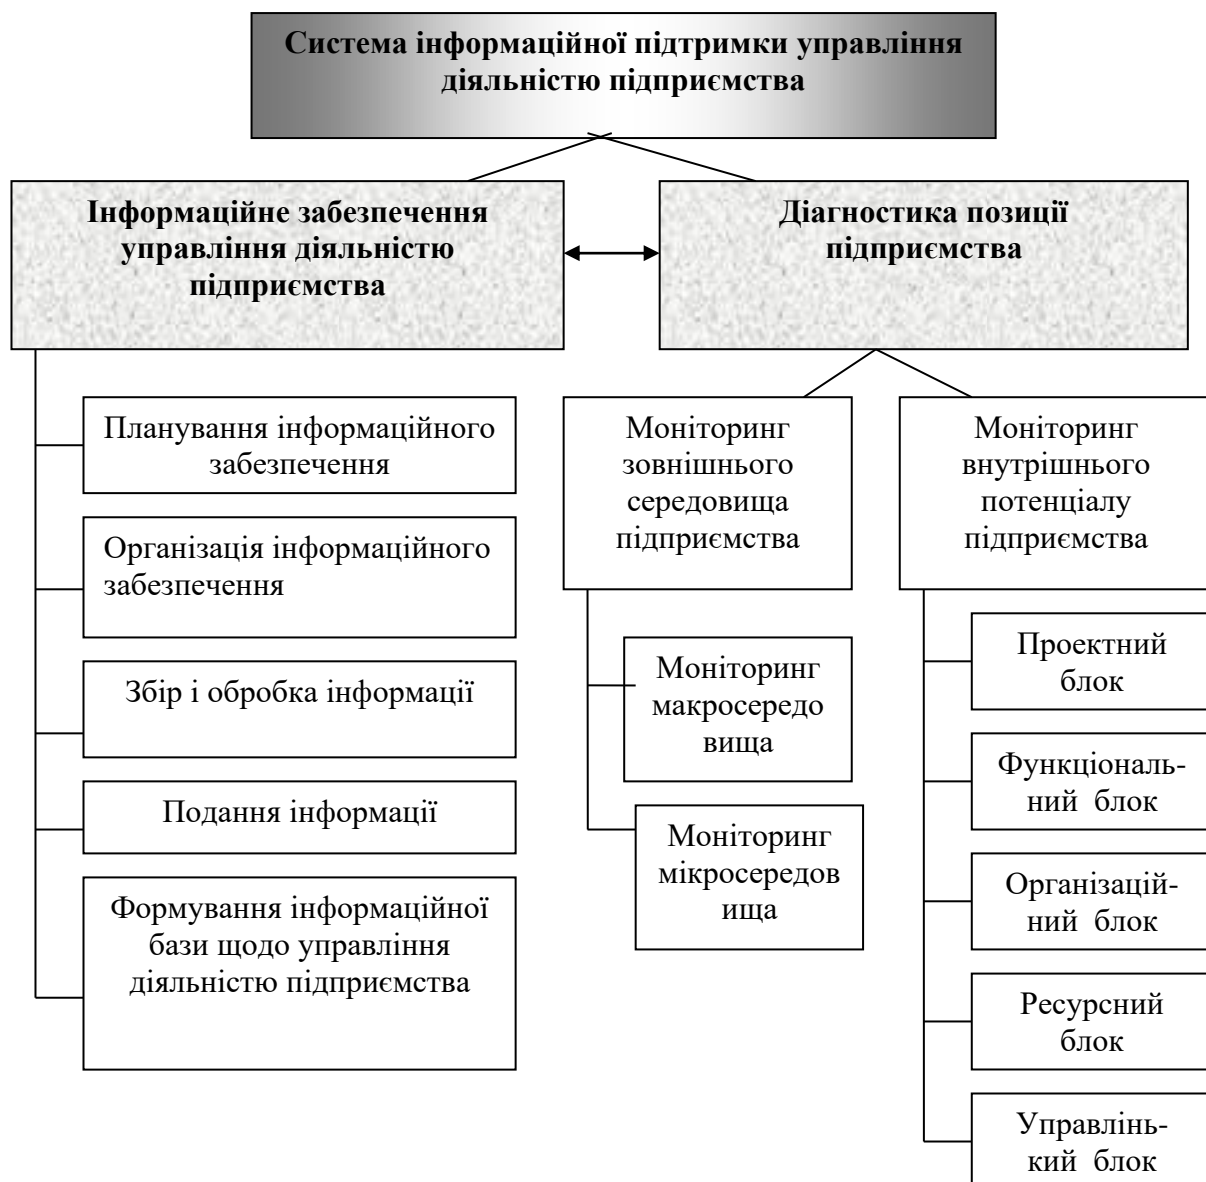 Система інформаційної підтримки управління
діяльністю підприємства
Інформаційне забезпечення
управління діяльністю
підприємства
Діагностика позиції
підприємства
Планування інформаційного
забезпечення
Організація інформаційного
забезпечення
Збір і обробка інформації
Подання інформації
Формування інформаційної
бази щодо управління
діяльністю підприємства
Моніторинг
зовнішнього
середовища
підприємства
Моніторинг
макросередо
вища
Моніторинг
мікросередов
ища
Моніторинг
внутрішнього
потенціалу
підприємства
Проектний
блок
Функціональ-
ний блок
Організацій-
ний блок
Ресурсний
блок
Управлінь-
кий блок